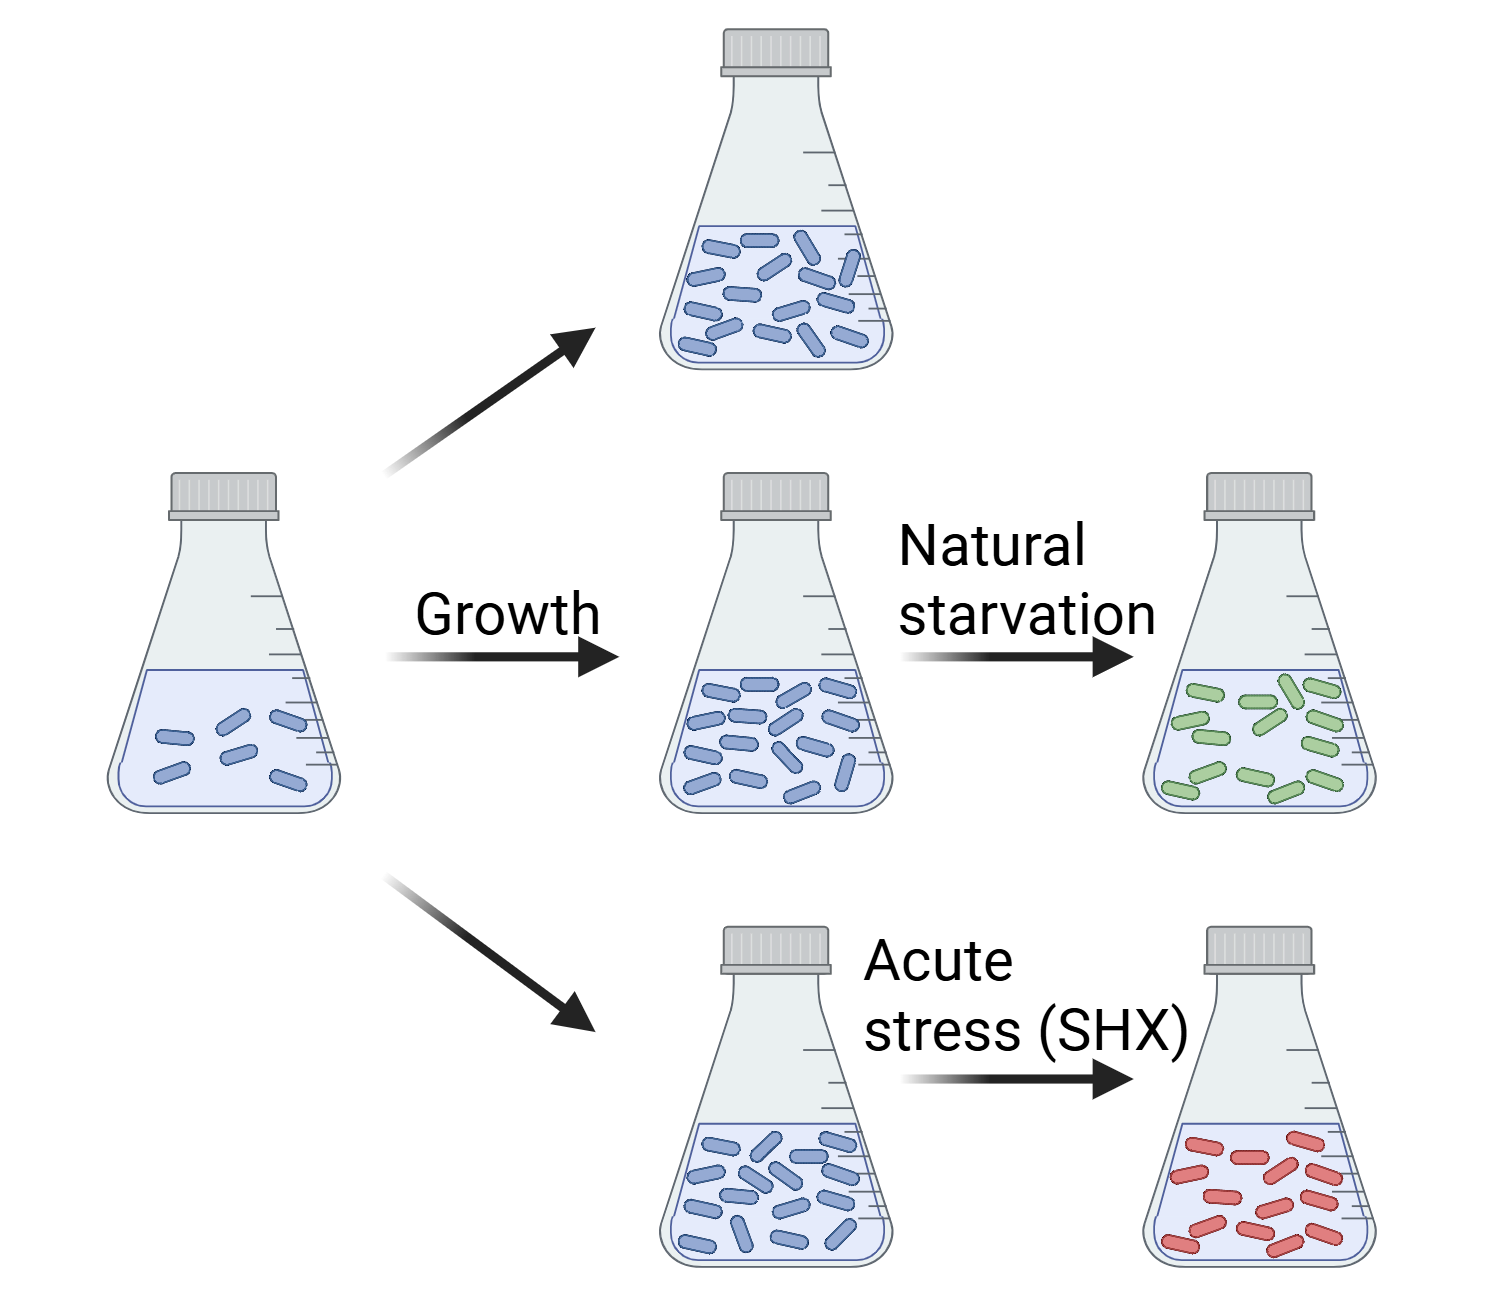 Growth
Natural
starvation
Acute
stress (SHX)